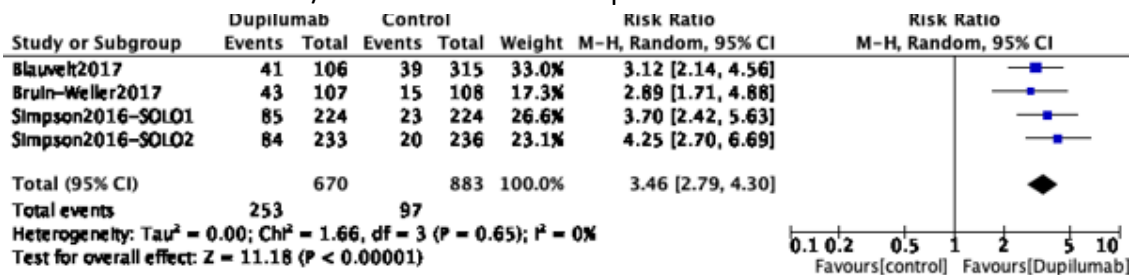 Dupilumab Control Risk Ratio Risk Ratio
Study or Subgroup Events Total Events Total Weight M-H, Random, 95% CI M-H, Random, 95% CI
Blauvelt2017 41 106 39 315 33.0% 3.12 [2.14, 4.56]
Bruin-Weller2017 43 107 15 108 17.3% 2.89 [1.71, 4.88]
Simpson2016-SOLO1 85 224 23 224 26.6% 3.70 [2.42, 5.63]
Simpson2016-SOLO2 84 233 20 236 23.1% 4.25 [2.70, 6.69]
Total (95% CI) 670 883 100.0% 3.46 [2.79, 4.30]
Total events 253 97
Heterogeneity: Tau² = 0.00; Chi² = 1.66, df = 3 (P = 0.65); I² = 0%
Test for overall effect: Z = 11.18 (P < 0.00001)
0.1 0.2 0.5 1 2 5 10
Favours[control] Favours[Dupilumab]